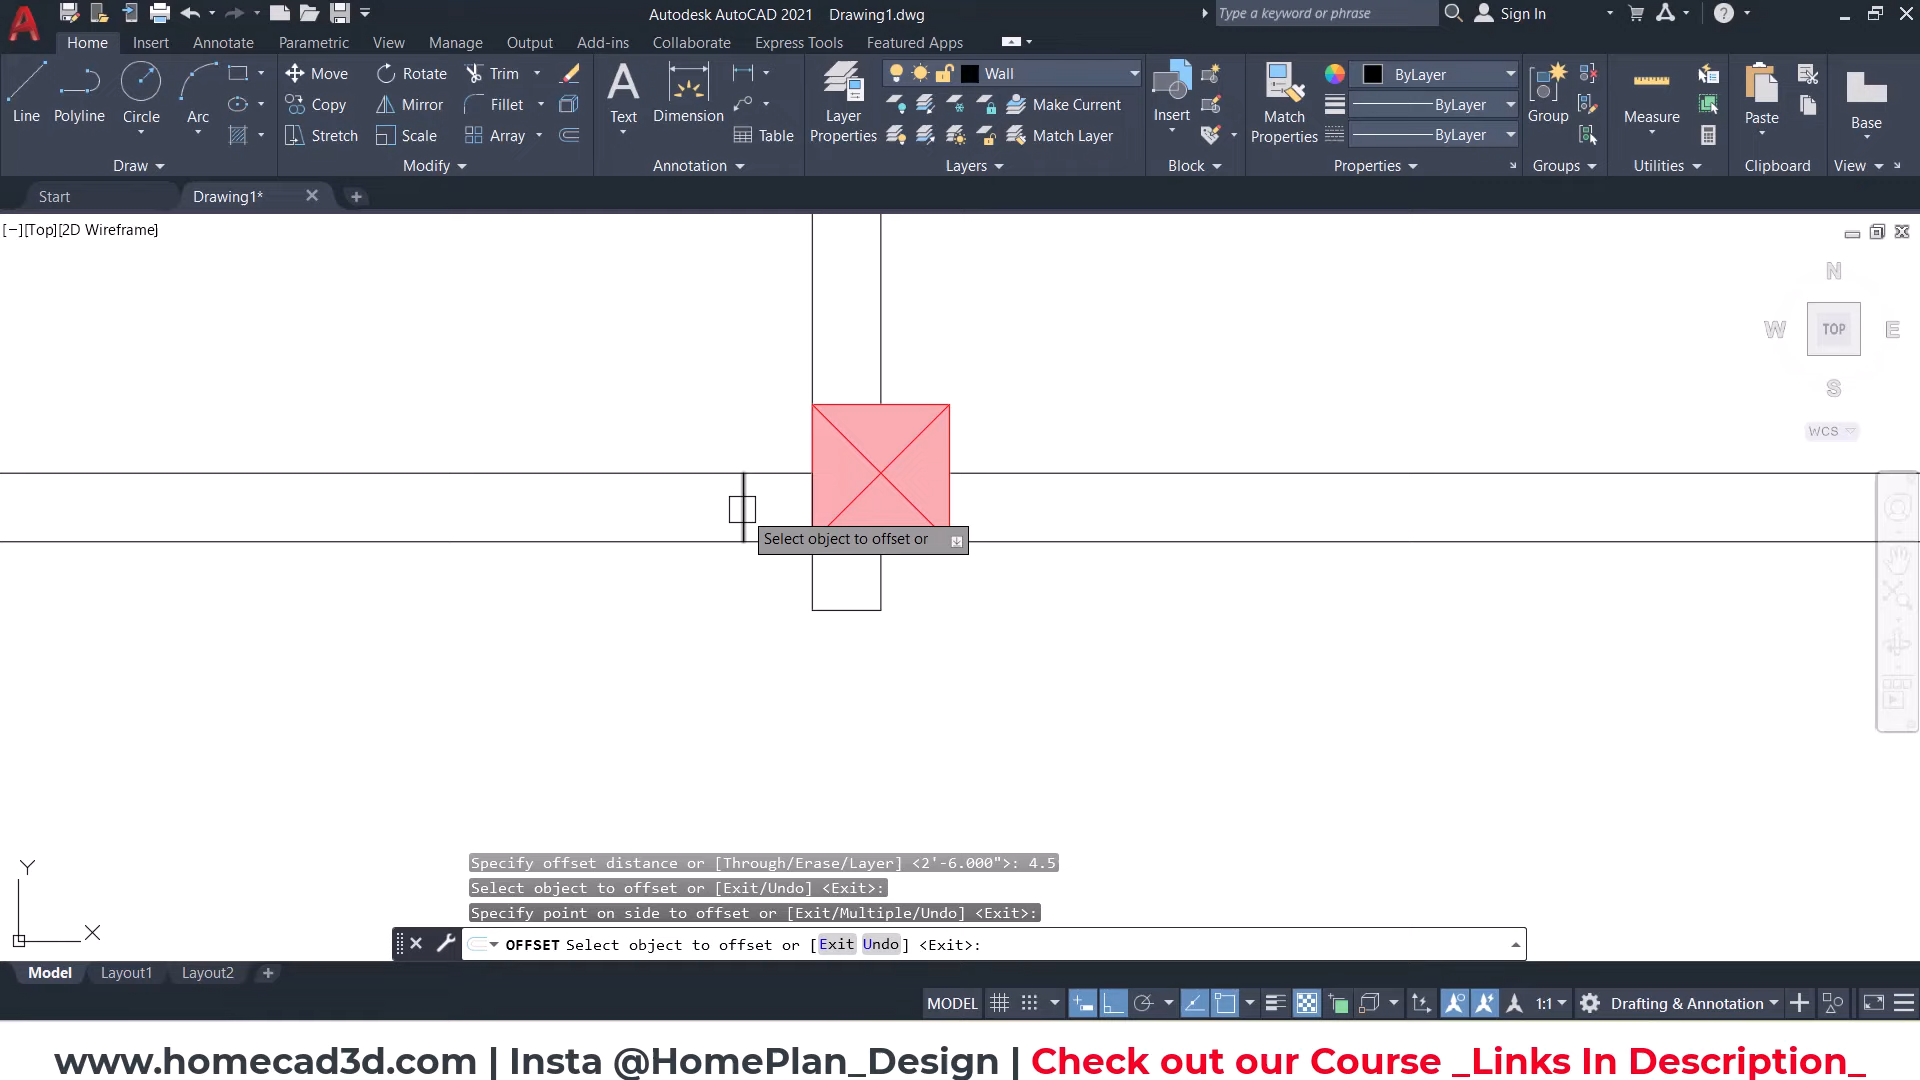 Autodesk AutoCAD 2021 Drawing1.dwg
Type a keyword or phrase
Sign In
Home Insert Annotate Parametric View Manage Output Add-ins Collaborate Express Tools Featured Apps
Line Polyline Circle Arc
Draw
Move Rotate Trim
Copy Mirror Fillet
Stretch Scale Array
Modify
Text Dimension Table
Annotation
Layer Properties
Wall
Make Current
Match Layer
Layers
Insert
Block
Match Properties
ByLayer
ByLayer
ByLayer
Properties
Group
Groups
Measure
Utilities
Paste
Clipboard
Base
View
Start Drawing1*
[−][Top][2D Wireframe]
N
W TOP E
S
WCS
Select object to offset or
Y
X
Specify offset distance or [Through/Erase/Layer] <2'-6.000">: 4.5
Select object to offset or [Exit/Undo] <Exit>:
Specify point on side to offset or [Exit/Multiple/Undo] <Exit>:
OFFSET Select object to offset or [Exit Undo] <Exit>:
Model Layout1 Layout2
MODEL 1:1 Drafting & Annotation
www.homecad3d.com | Insta @HomePlan_Design | Check out our Course _Links In Description_